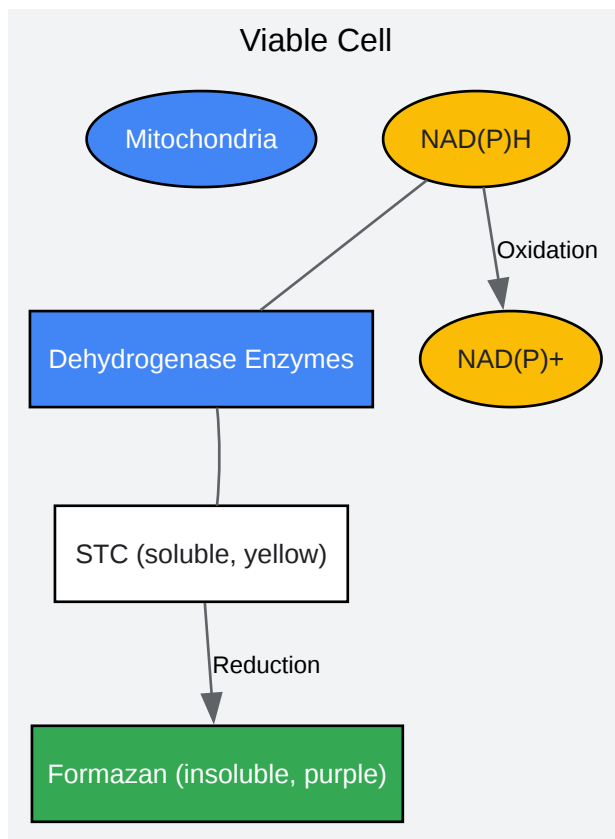 Viable Cell
Mitochondria
NAD(P)H
Oxidation
Dehydrogenase Enzymes
NAD(P)+
STC (soluble, yellow)
Reduction
Formazan (insoluble, purple)